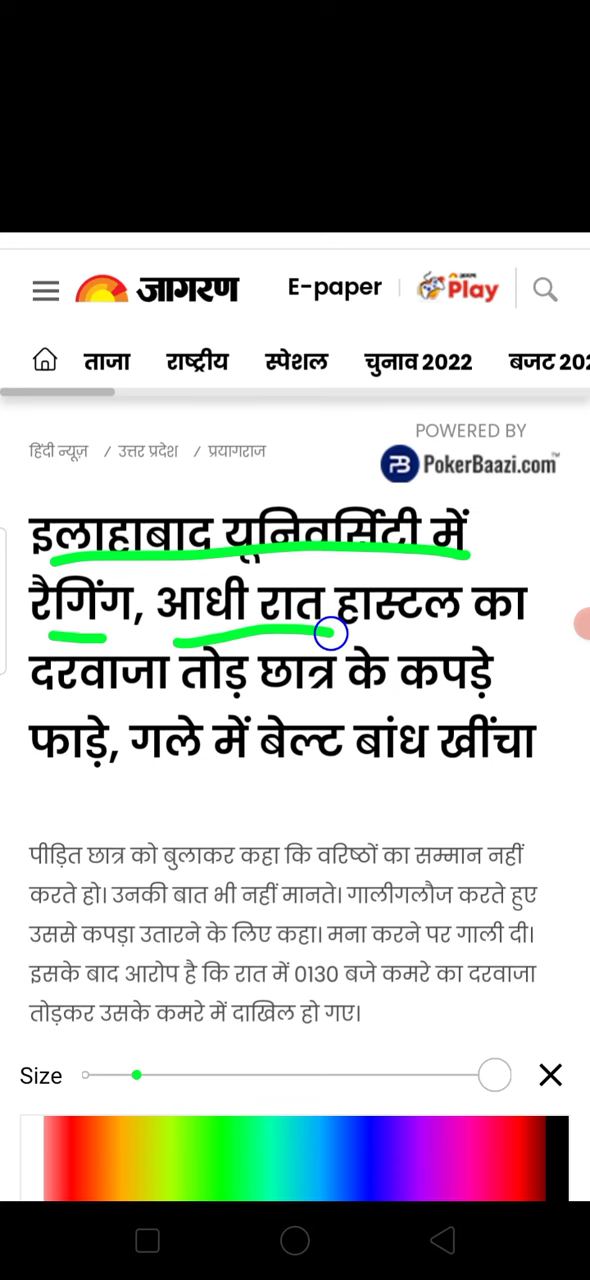 जागरण E-paper Play
ताजा राष्ट्रीय स्पेशल चुनाव 2022 बजट 202
POWERED BY
हिंदी न्यूज़ / उत्तर प्रदेश / प्रयागराज
PokerBaazi.com
इलाहाबाद यूनिवर्सिटी में
रैगिंग, आधी रात हास्टल का
दरवाजा तोड़ छात्र के कपड़े
फाड़े, गले में बेल्ट बांध खींचा
पीड़ित छात्र को बुलाकर कहा कि वरिष्ठों का सम्मान नहीं
करते हो। उनकी बात भी नहीं मानते। गालीगलौज करते हुए
उससे कपड़ा उतारने के लिए कहा। मना करने पर गाली दी।
इसके बाद आरोप है कि रात में 0130 बजे कमरे का दरवाजा
तोड़कर उसके कमरे में दाखिल हो गए।
Size